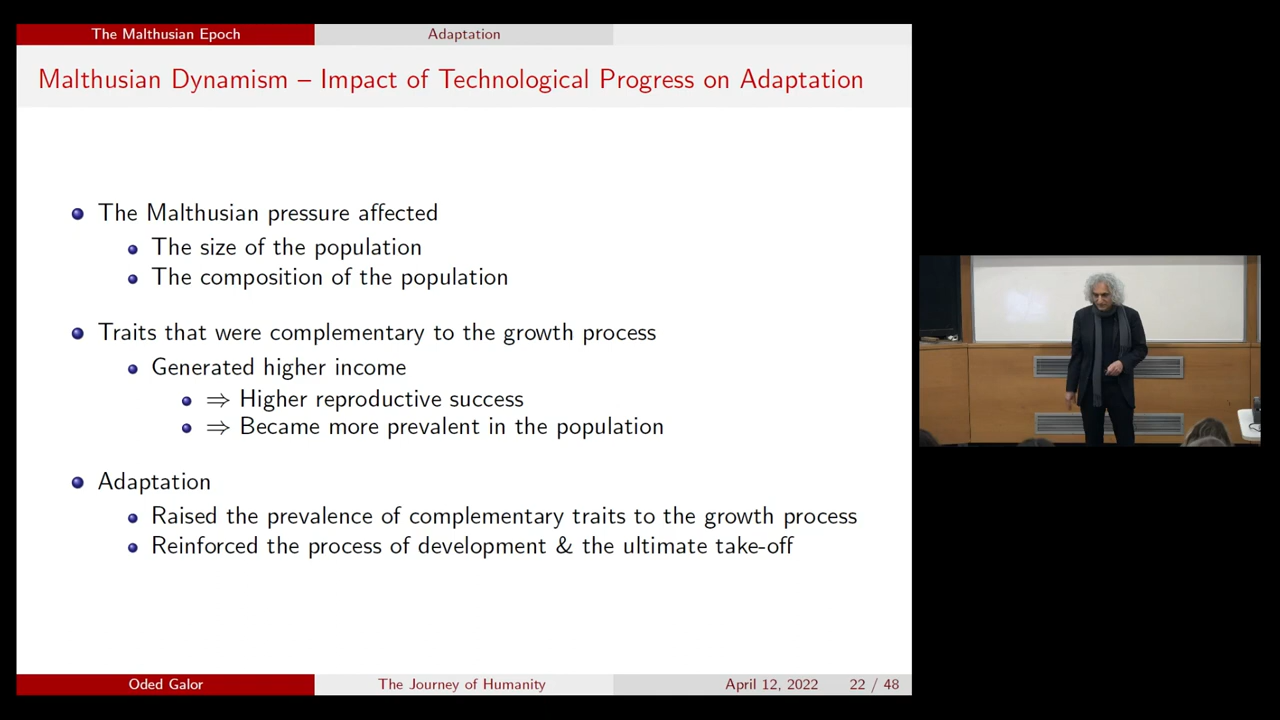 The Malthusian Epoch
Adaptation
Malthusian Dynamism – Impact of Technological Progress on Adaptation
The Malthusian pressure affected
The size of the population
The composition of the population
Traits that were complementary to the growth process
Generated higher income
⇒ Higher reproductive success
⇒ Became more prevalent in the population
Adaptation
Raised the prevalence of complementary traits to the growth process
Reinforced the process of development & the ultimate take-off
Oded Galor
The Journey of Humanity
April 12, 2022
22 / 48